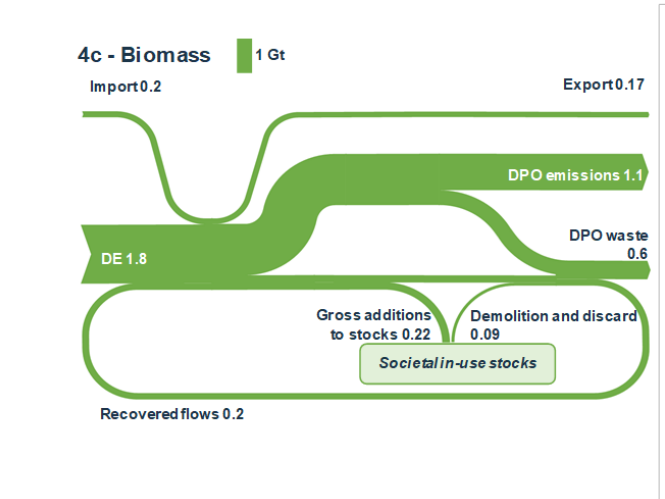 4c - Biomass
1 Gt
Import 0.2
Export 0.17
DPO emissions 1.1
DE 1.8
DPO waste
0.6
Gross additions
to stocks 0.22
Demolition and discard
0.09
Societal in-use stocks
Recovered flows 0.2